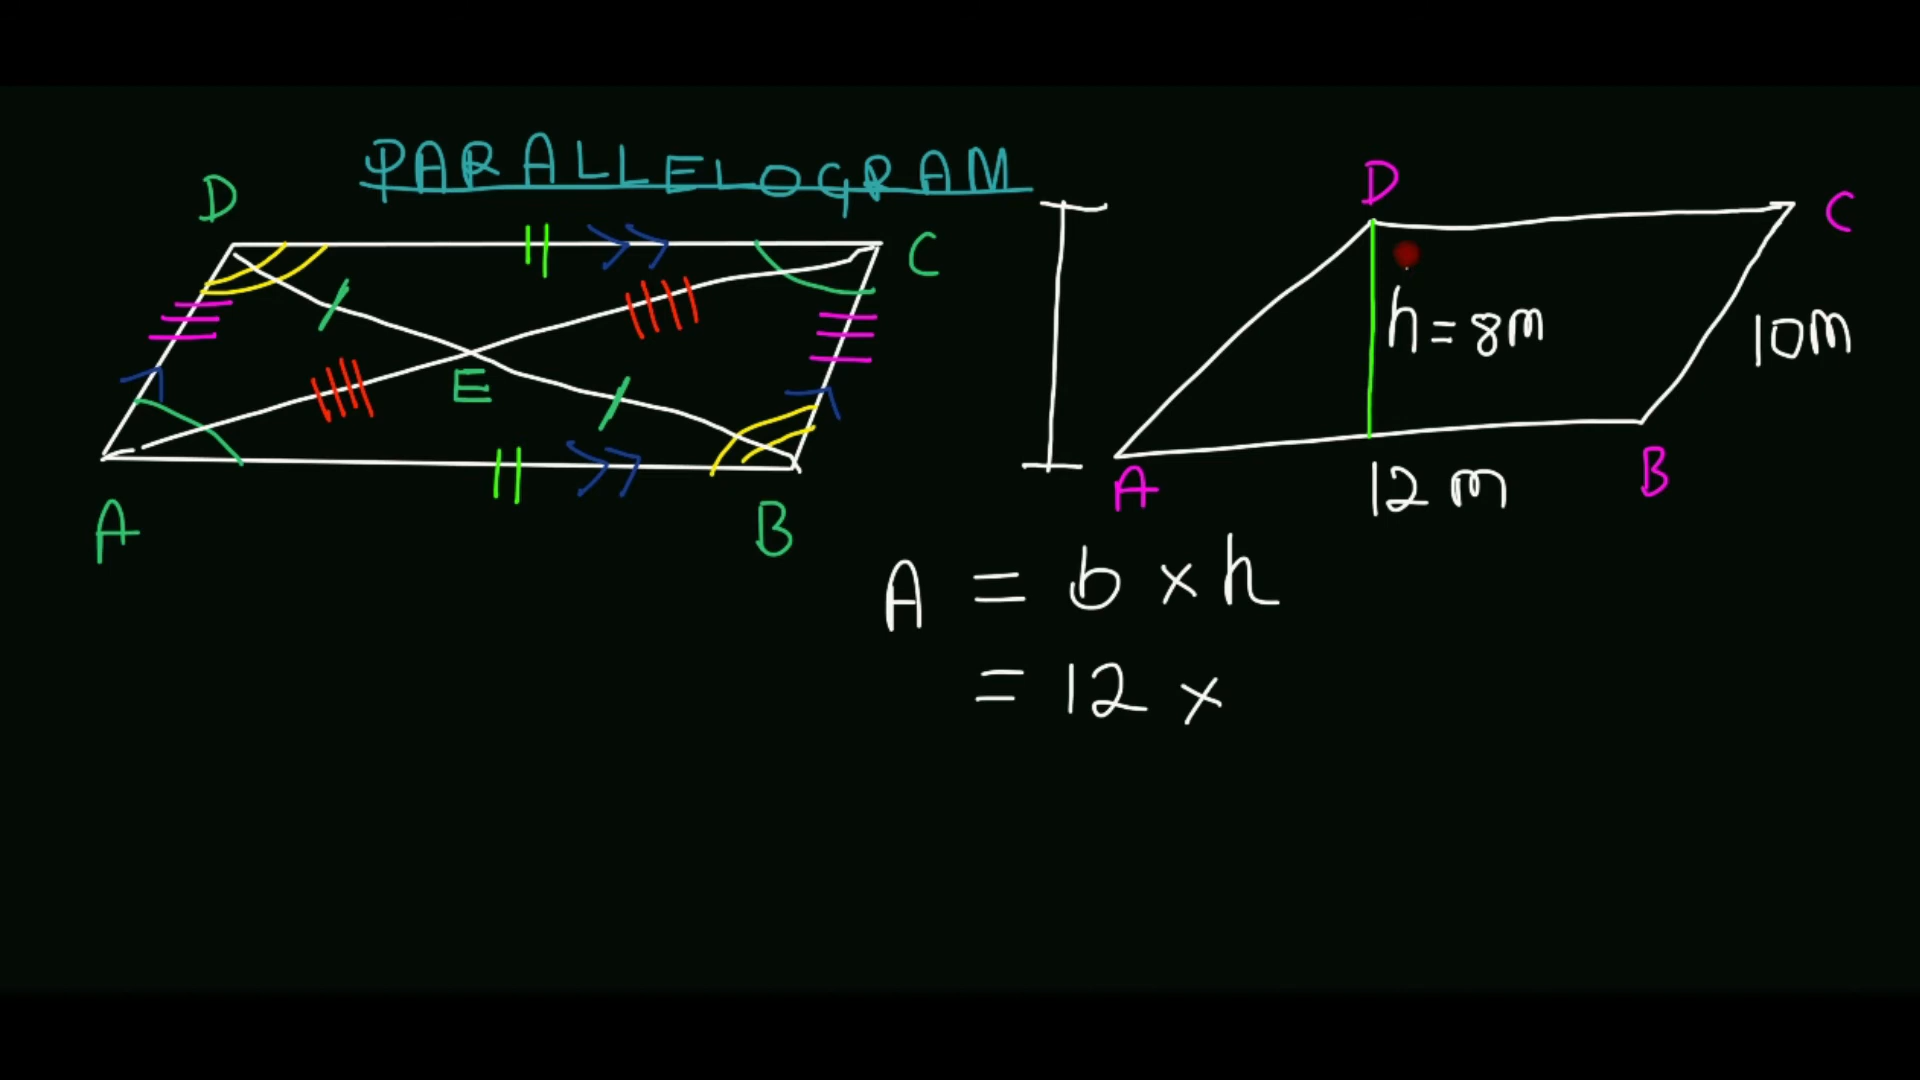 PARALLELOGRAM
D
C
E
A
B
D
C
h = 8m
10m
A
12 m
B
A = b x h
= 12 x